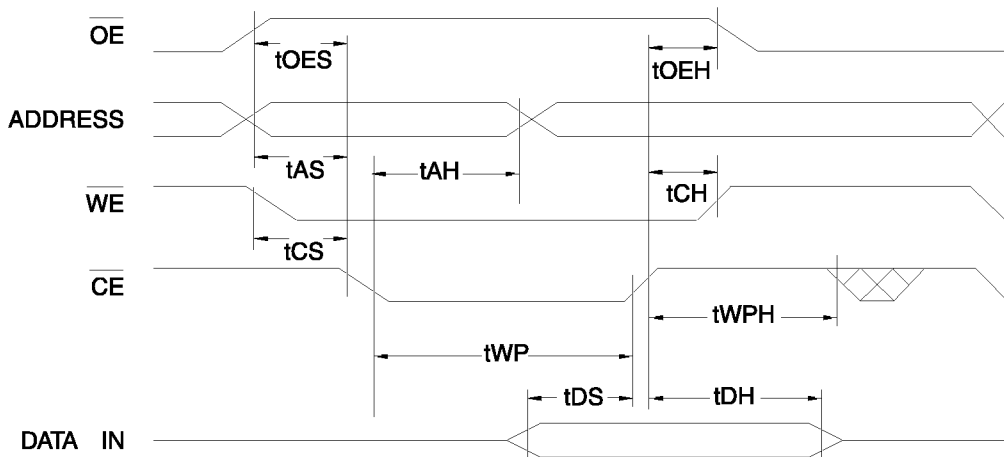 OE
tOES
tOEH
ADDRESS
tAS
tAH
tCH
WE
tCS
CE
tWPH
tWP
tDS
tDH
DATA IN